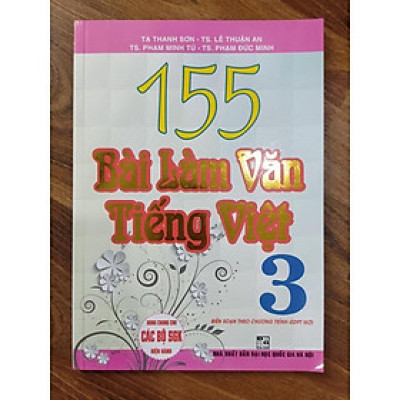 TẠ THANH SƠN - TS. LÊ THUẬN AN
TS. PHẠM MINH TÚ - TS. PHẠM ĐỨC MINH
155
Bài Làm Văn
Tiếng Việt
3
BIÊN SOẠN THEO CHƯƠNG TRÌNH GDPT MỚI
DÙNG CHUNG CHO
CÁC BỘ SGK
HIỆN HÀNH
NHÀ XUẤT BẢN ĐẠI HỌC QUỐC GIA HÀ NỘI